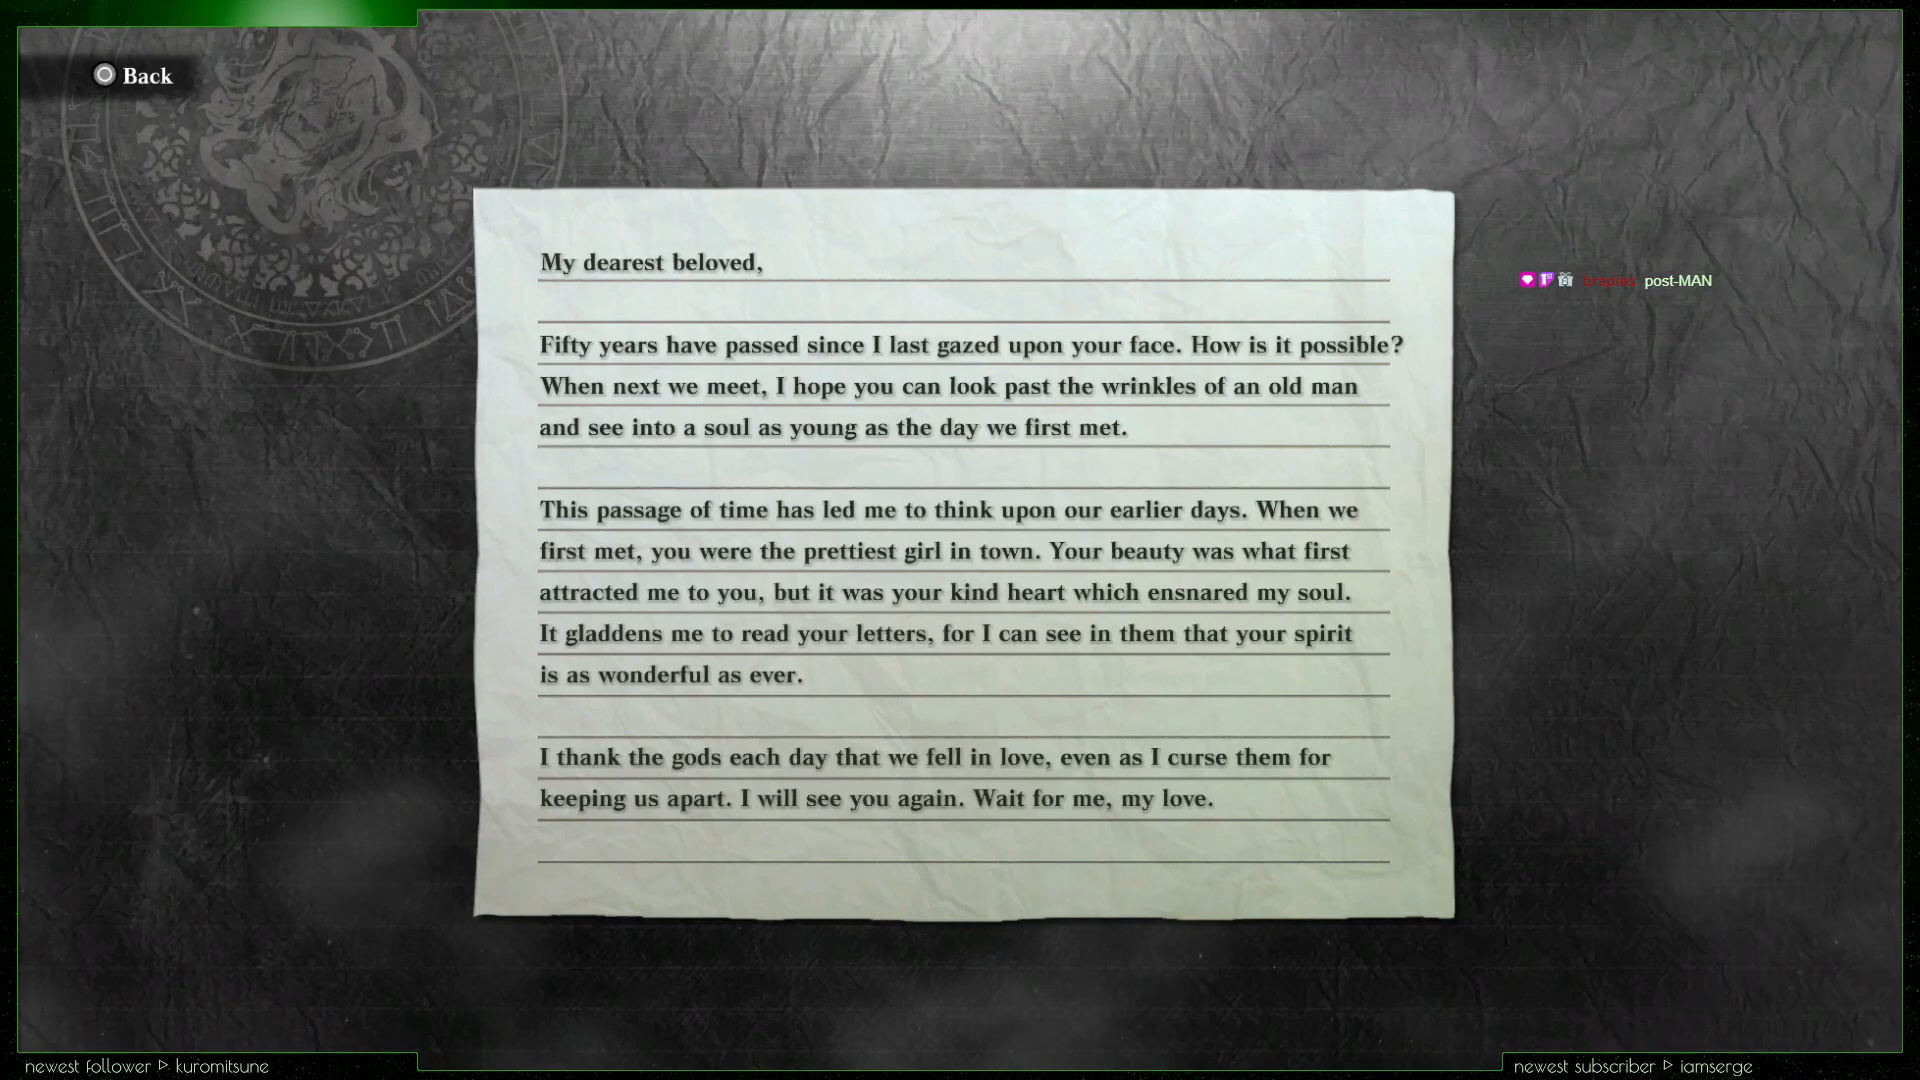 Back
My dearest beloved,
Fifty years have passed since I last gazed upon your face. How is it possible?
When next we meet, I hope you can look past the wrinkles of an old man
and see into a soul as young as the day we first met.
This passage of time has led me to think upon our earlier days. When we
first met, you were the prettiest girl in town. Your beauty was what first
attracted me to you, but it was your kind heart which ensnared my soul.
It gladdens me to read your letters, for I can see in them that your spirit
is as wonderful as ever.
I thank the gods each day that we fell in love, even as I curse them for
keeping us apart. I will see you again. Wait for me, my love.
brspies post-MAN
newest follower ▷ kuromitsune
newest subscriber ▷ iamserge